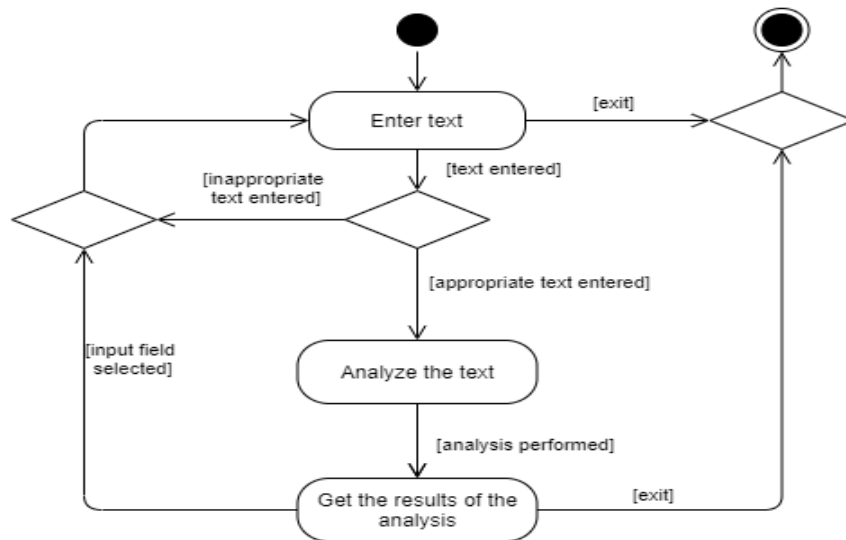 [exit]
Enter text
[text entered]
[inappropriate
text entered]
[appropriate text entered]
[input field
selected]
Analyze the text
[analysis performed]
Get the results of the
analysis
[exit]